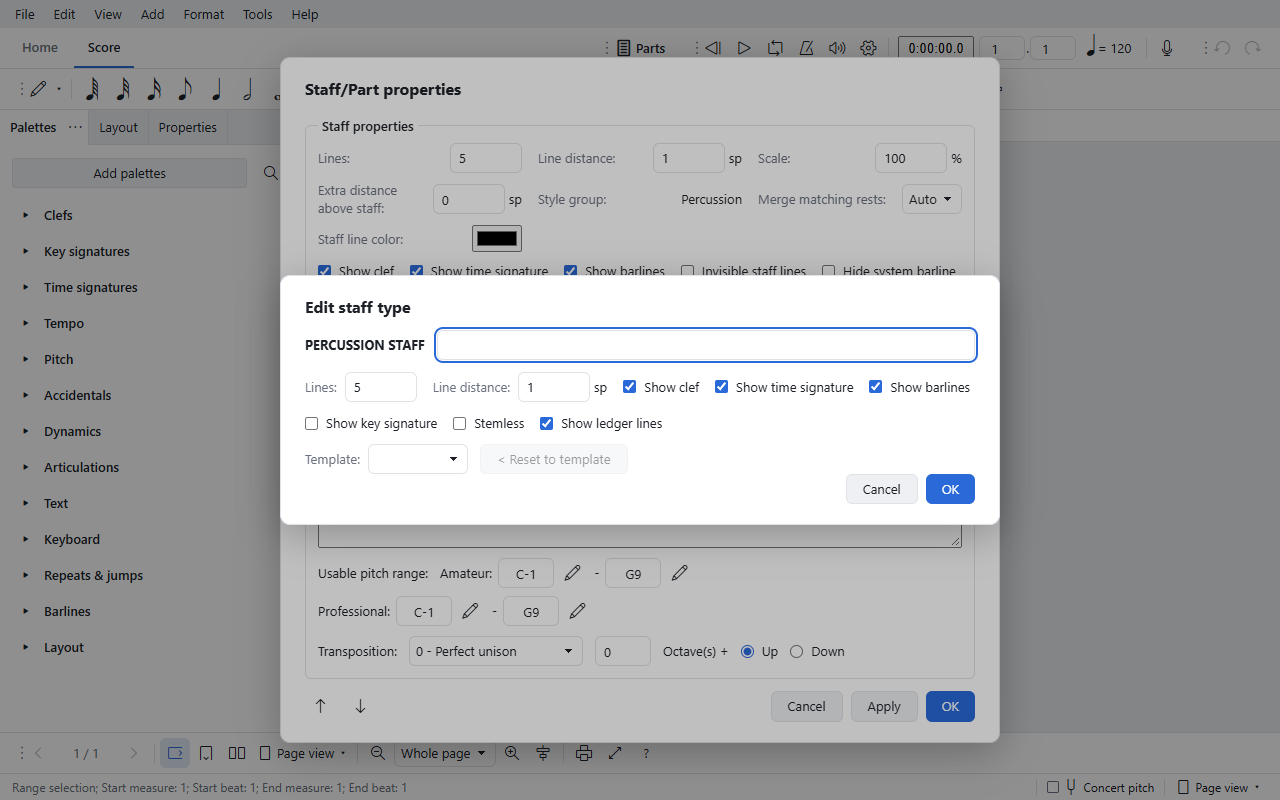 File Edit View Add Format Tools Help
Home Score Parts 0:00:00.0 1 . 1 = 120
Palettes Layout Properties
Add palettes
Clefs
Key signatures
Time signatures
Tempo
Pitch
Accidentals
Dynamics
Articulations
Text
Keyboard
Repeats & jumps
Barlines
Layout
Staff/Part properties
Staff properties
Lines: 5 Line distance: 1 sp Scale: 100 %
Extra distance above staff: 0 sp Style group: Percussion Merge matching rests: Auto
Staff line color:
Show clef Show time signature Show barlines Invisible staff lines Hide system barline
Edit staff type
PERCUSSION STAFF
Lines: 5 Line distance: 1 sp Show clef Show time signature Show barlines
Show key signature Stemless Show ledger lines
Template: < Reset to template
Cancel OK
Usable pitch range: Amateur: C-1 - G9
Professional: C-1 - G9
Transposition: 0 - Perfect unison 0 Octave(s) + Up Down
Cancel Apply OK
1 / 1 Page view Whole page ?
Range selection; Start measure: 1; Start beat: 1; End measure: 1; End beat: 1 Concert pitch Page view